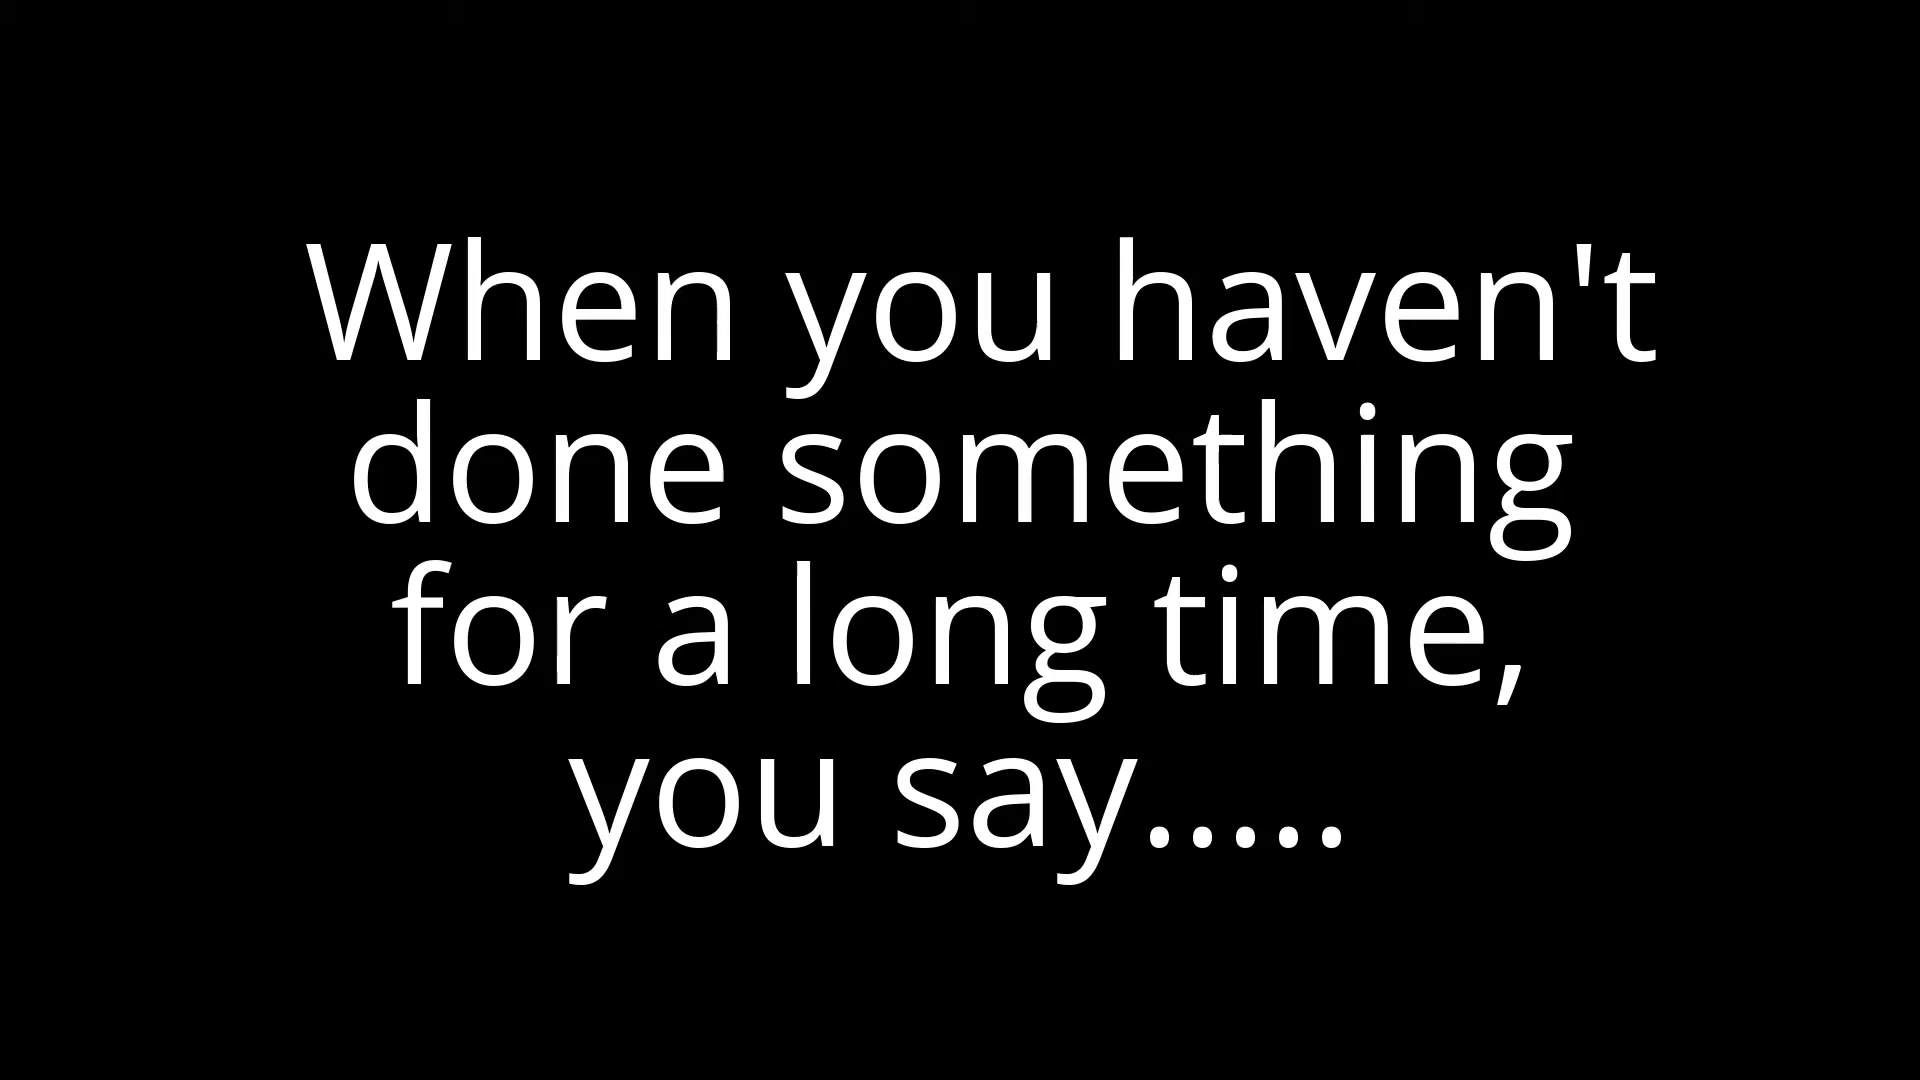 When you haven't
done something
for a long time,
you say.....